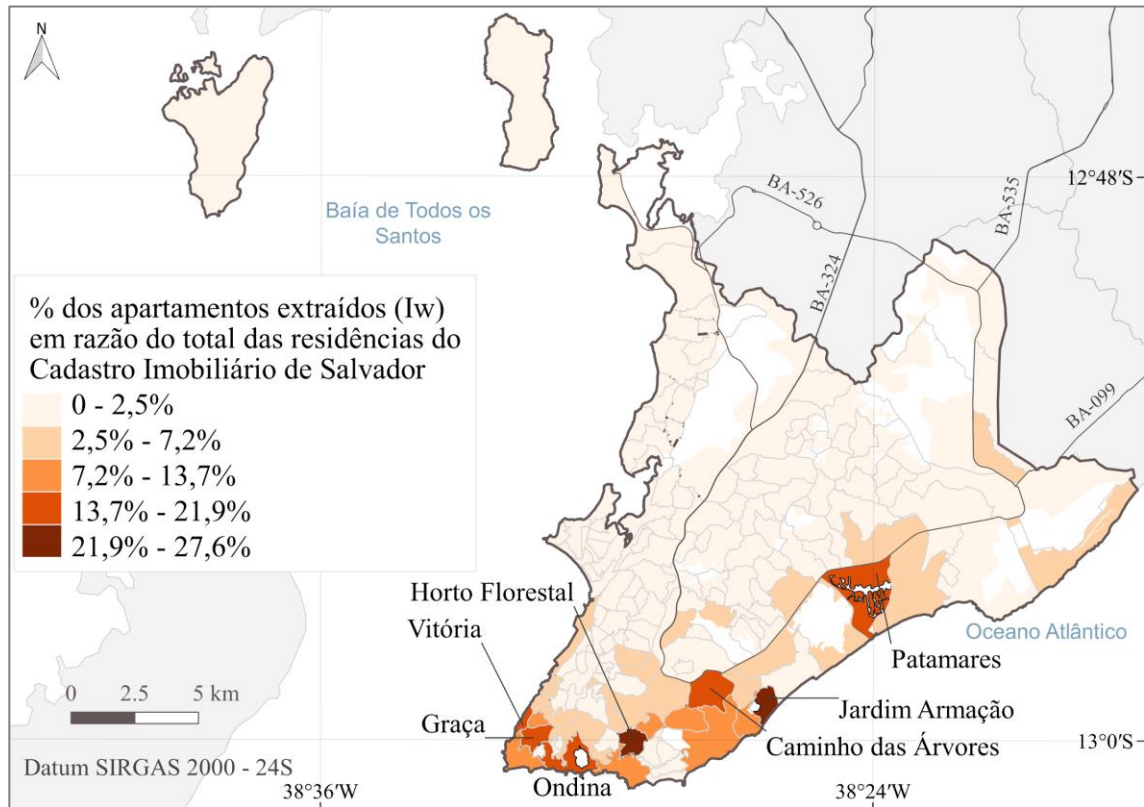 N
Baía de Todos os
Santos
BA-526
BA-535
12°48'S
BA-324
BA-099
% dos apartamentos extraídos (Iw)
em razão do total das residências do
Cadastro Imobiliário de Salvador
0 - 2,5%
2,5% - 7,2%
7,2% - 13,7%
13,7% - 21,9%
21,9% - 27,6%
Horto Florestal
Vitória
Oceano Atlântico
Patamares
0 2.5 5 km
Graça
Jardim Armação
Caminho das Árvores
13°0'S
Datum SIRGAS 2000 - 24S
Ondina
38°36'W
38°24'W